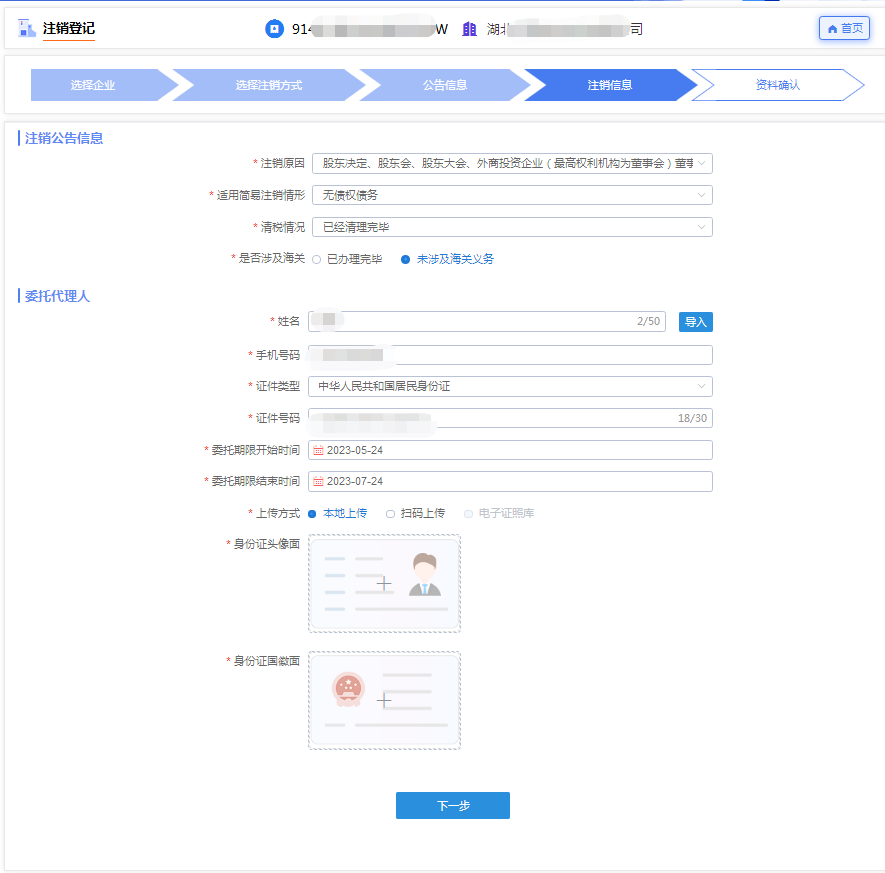 注销登记
914
W
湖北
司
首页
选择企业
选择注销方式
公告信息
注销信息
资料确认
注销公告信息
* 注销原因
股东决定、股东会、股东大会、外商投资企业（最高权利机构为董事会）董事
* 适用简易注销情形
无债权债务
* 清税情况
已经清理完毕
* 是否涉及海关
已办理完毕
未涉及海关义务
委托代理人
* 姓名
2/50
导入
* 手机号码
* 证件类型
中华人民共和国居民身份证
* 证件号码
18/30
* 委托期限开始时间
2023-05-24
* 委托期限结束时间
2023-07-24
* 上传方式
本地上传
扫码上传
电子证照库
* 身份证头像面
* 身份证国徽面
下一步